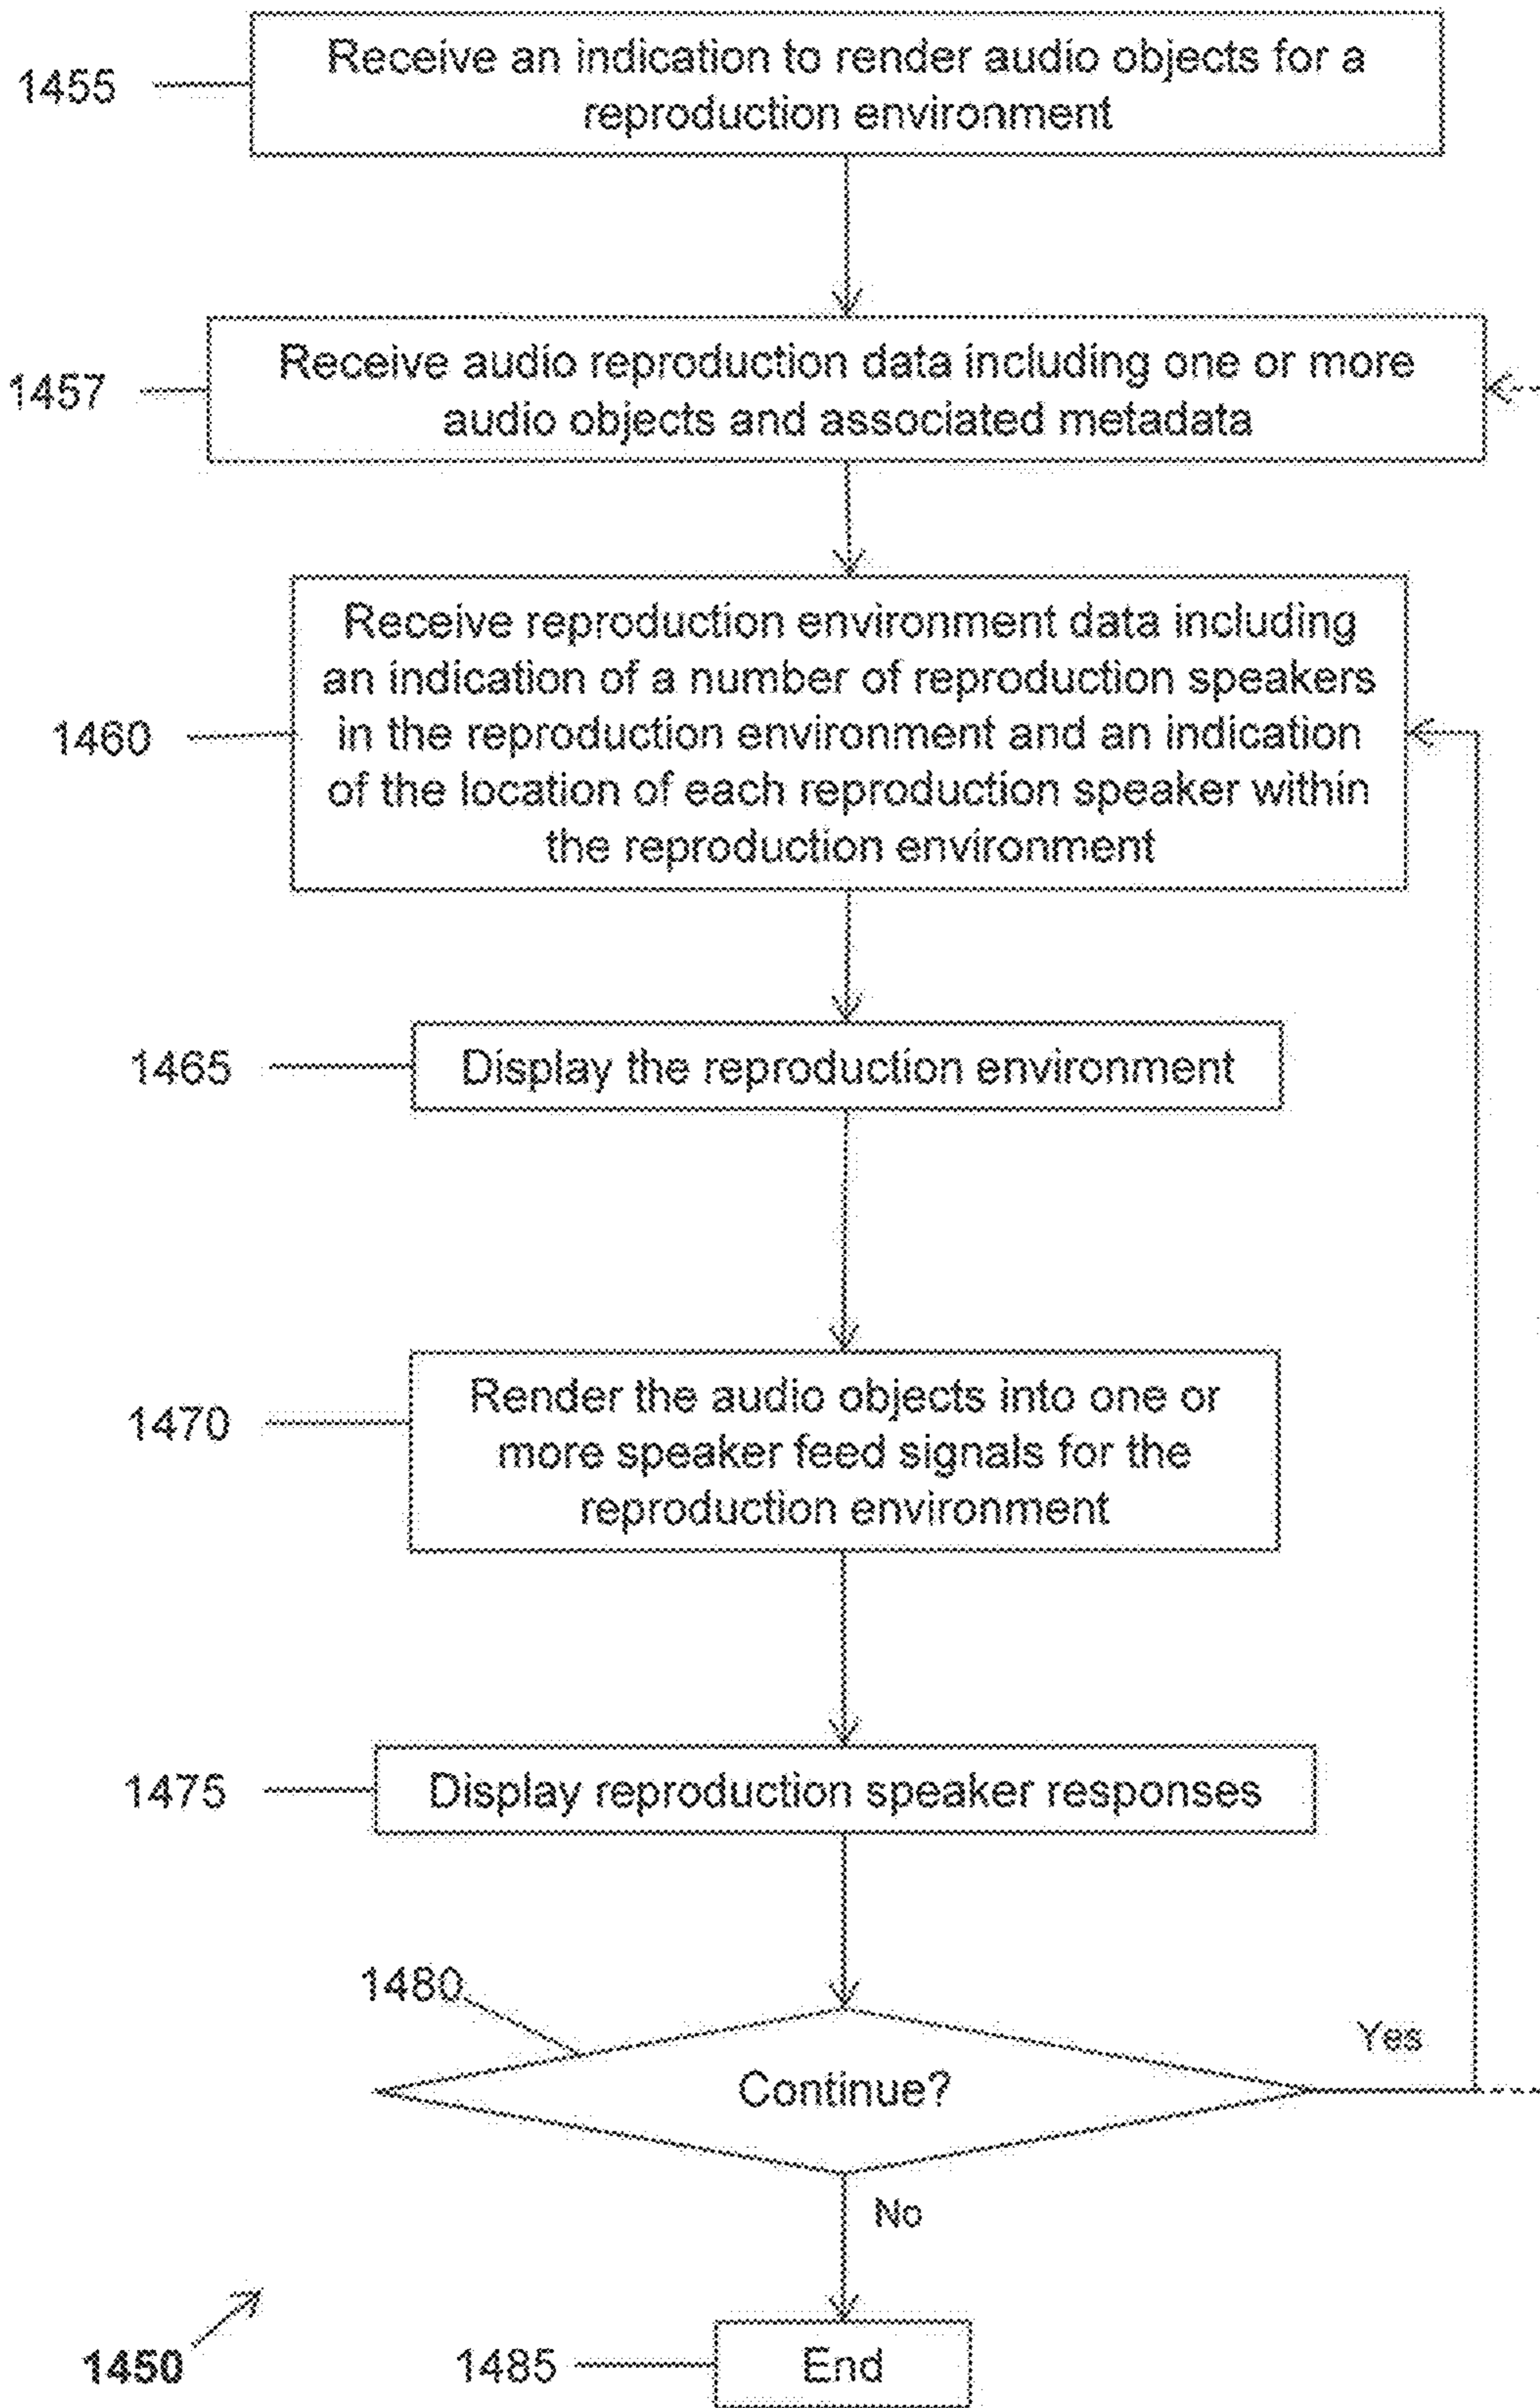 1455
Receive an indication to render audio objects for a
reproduction environment
1457
Receive audio reproduction data including one or more
audio objects and associated metadata
1460
Receive reproduction environment data including
an indication of a number of reproduction speakers
in the reproduction environment and an indication
of the location of each reproduction speaker within
the reproduction environment
1465
Display the reproduction environment
1470
Render the audio objects into one or
more speaker feed signals for the
reproduction environment
1475
Display reproduction speaker responses
1480
Continue?
Yes
No
1450
1485
End